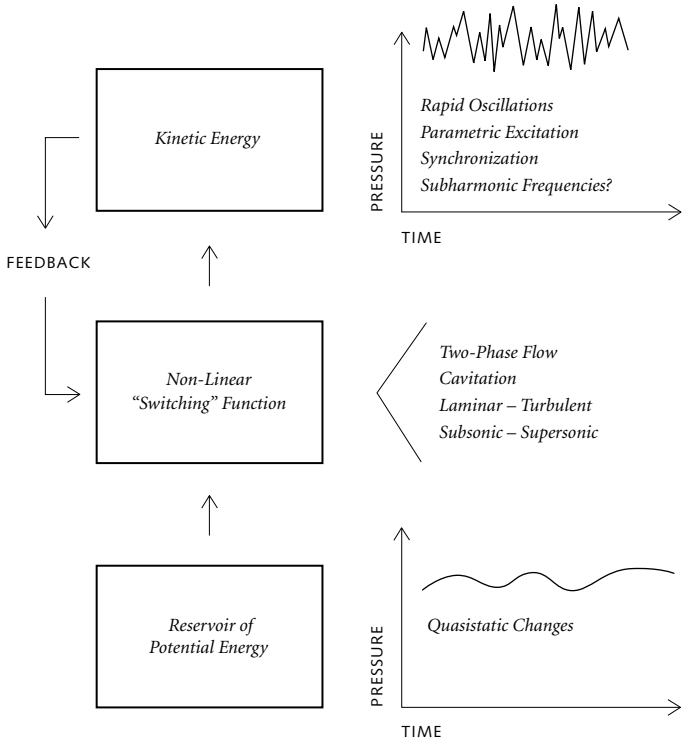 Kinetic Energy
PRESSURE
Rapid Oscillations
Parametric Excitation
Synchronization
Subharmonic Frequencies?
TIME
FEEDBACK
Non-Linear
“Switching” Function
Two-Phase Flow
Cavitation
Laminar – Turbulent
Subsonic – Supersonic
Reservoir of
Potential Energy
PRESSURE
Quasistatic Changes
TIME